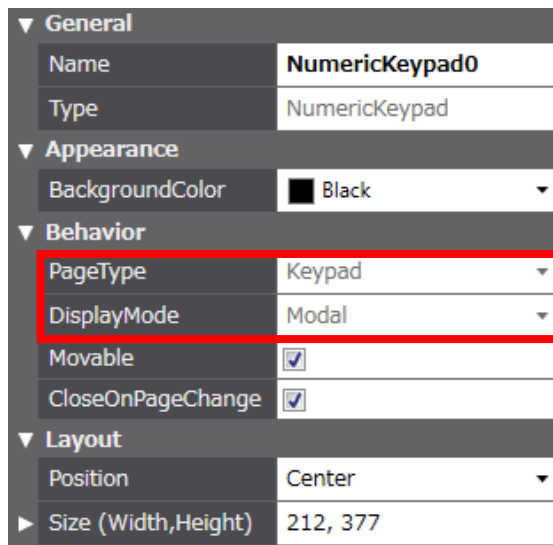 General
Name NumericKeypad0
Type NumericKeypad
Appearance
BackgroundColor Black
Behavior
PageType Keypad
DisplayMode Modal
Movable
CloseOnPageChange
Layout
Position Center
Size (Width,Height) 212, 377